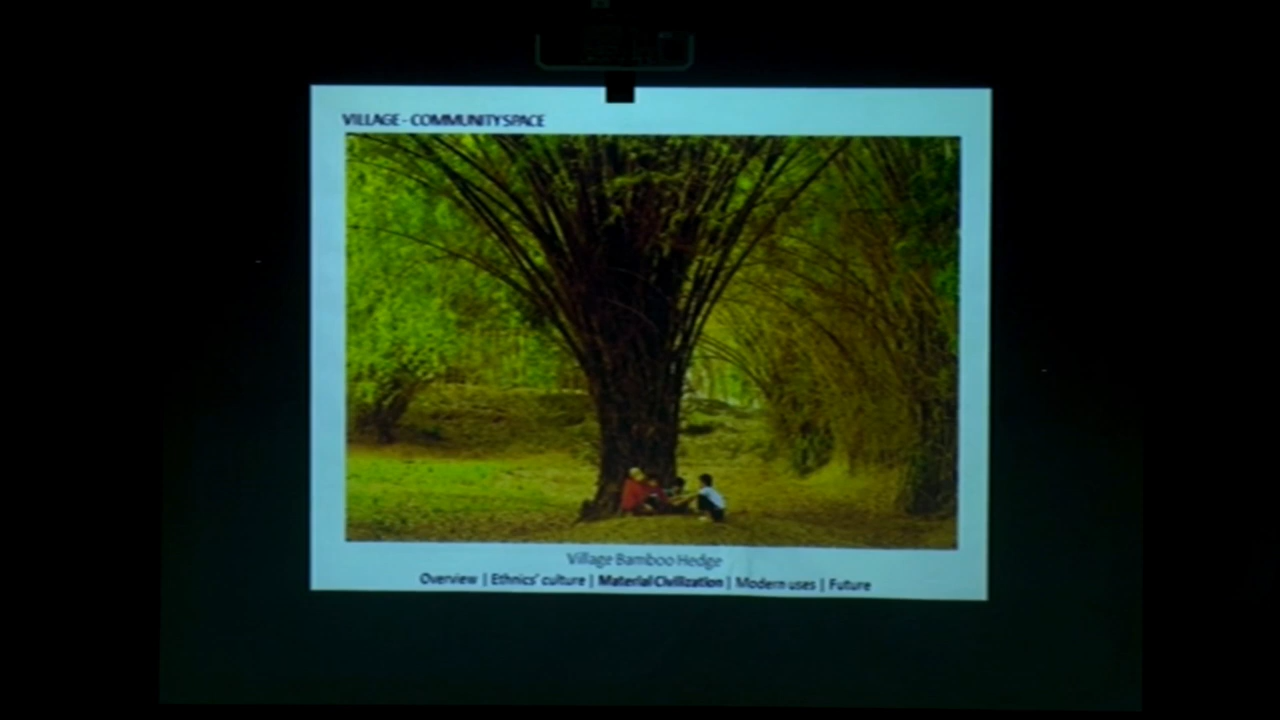 VILLAGE - COMMUNITY SPACE
Village Bamboo Hedge
Overview | Ethnics' culture | Material Civilization | Modern uses | Future